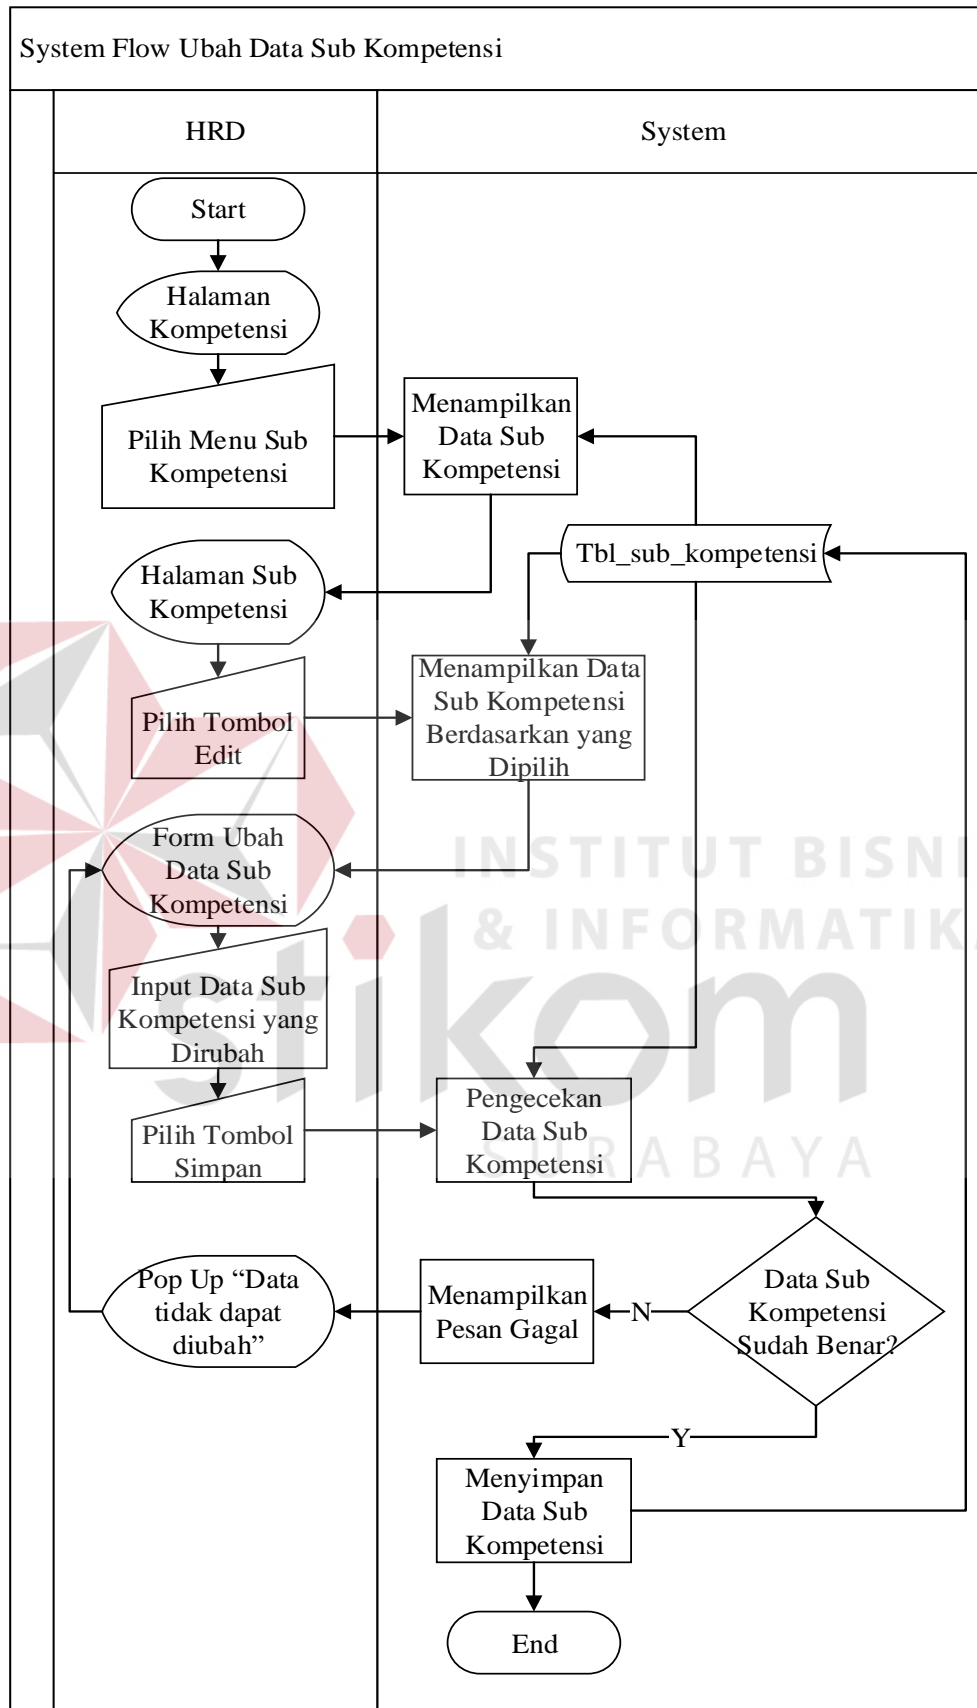 System Flow Ubah Data Sub Kompetensi
HRD
System
Start
Halaman
Kompetensi
Pilih Menu Sub
Kompetensi
Menampilkan
Data Sub
Kompetensi
Tbl_sub_kompetensi
Halaman Sub
Kompetensi
Pilih Tombol
Edit
Menampilkan Data
Sub Kompetensi
Berdasarkan yang
Dipilih
Form Ubah
Data Sub
Kompetensi
INSTITUT BISNI
& INFORMATIKA
stikom
SURABAYA
Input Data Sub
Kompetensi yang
Dirubah
Pilih Tombol
Simpan
Pengecekan
Data Sub
Kompetensi
Data Sub
Kompetensi
Sudah Benar?
N
Menampilkan
Pesan Gagal
Pop Up “Data
tidak dapat
diubah”
Y
Menyimpan
Data Sub
Kompetensi
End